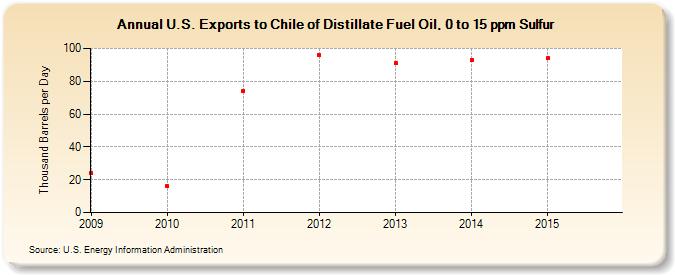 Annual U.S. Exports to Chile of Distillate Fuel Oil, 0 to 15 ppm Sulfur
Thousand Barrels per Day
100
80
60
40
20
0
2009 2010 2011 2012 2013 2014 2015
Source: U.S. Energy Information Administration